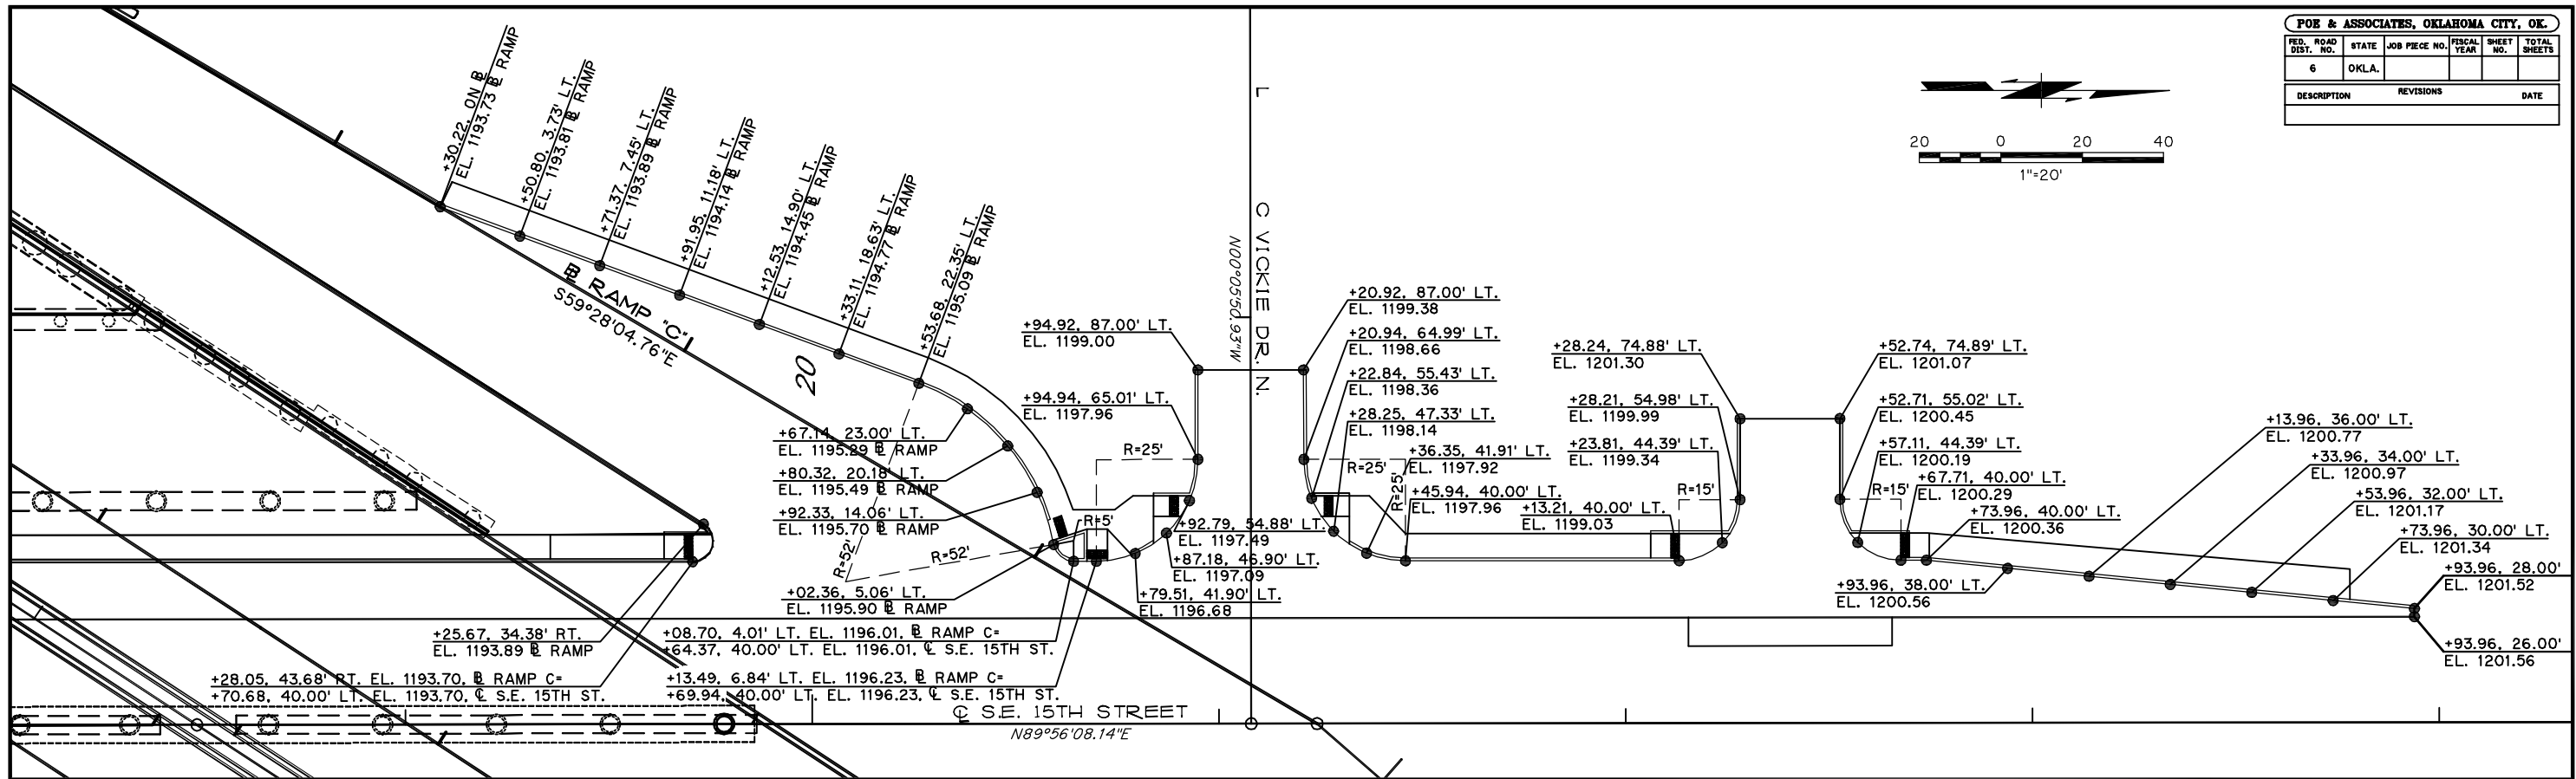 POE & ASSOCIATES, OKLAHOMA CITY, OK.
FED. ROAD DIST. NO.
STATE
JOB PIECE NO.
FISCAL YEAR
SHEET NO.
TOTAL SHEETS
6
OKLA.
DESCRIPTION
REVISIONS
DATE
20 0 20 40
1"=20'
+30.22, ON ⅊
EL. 1193.73 ⅊ RAMP
+50.80, 3.73' LT.
EL. 1193.81 ⅊ RAMP
+71.37, 7.45' LT.
EL. 1193.89 ⅊ RAMP
+91.95, 11.18' LT.
EL. 1194.14 ⅊ RAMP
+12.53, 14.90' LT.
EL. 1194.45 ⅊ RAMP
+33.11, 18.63' LT.
EL. 1194.77 ⅊ RAMP
+53.68, 22.35' LT.
EL. 1195.09 ⅊ RAMP
RAMP "C"
S59°28'04.76"E
20
L
C VICKIE DR. N.
N00°05'50.93"W
+94.92, 87.00' LT.
EL. 1199.00
+94.94, 65.01' LT.
EL. 1197.96
+20.92, 87.00' LT.
EL. 1199.38
+20.94, 64.99' LT.
EL. 1198.66
+22.84, 55.43' LT.
EL. 1198.36
+28.25, 47.33' LT.
EL. 1198.14
+36.35, 41.91' LT.
EL. 1197.92
+45.94, 40.00' LT.
EL. 1197.96
+13.21, 40.00' LT.
EL. 1199.03
+28.24, 74.88' LT.
EL. 1201.30
+28.21, 54.98' LT.
EL. 1199.99
+23.81, 44.39' LT.
EL. 1199.34
+52.74, 74.89' LT.
EL. 1201.07
+52.71, 55.02' LT.
EL. 1200.45
+57.11, 44.39' LT.
EL. 1200.19
+67.71, 40.00' LT.
EL. 1200.29
+73.96, 40.00' LT.
EL. 1200.36
+93.96, 38.00' LT.
EL. 1200.56
+13.96, 36.00' LT.
EL. 1200.77
+33.96, 34.00' LT.
EL. 1200.97
+53.96, 32.00' LT.
EL. 1201.17
+73.96, 30.00' LT.
EL. 1201.34
+93.96, 28.00'
EL. 1201.52
+93.96, 26.00'
EL. 1201.56
+67.14, 23.00' LT.
EL. 1195.29 ⅊ RAMP
+80.32, 20.18' LT.
EL. 1195.49 ⅊ RAMP
+92.33, 14.06' LT.
EL. 1195.70 ⅊ RAMP
R=52'
R=52'
R=5'
R=25'
R=25'
R=25'
R=15'
R=15'
+92.79, 54.88' LT.
EL. 1197.49
+87.18, 46.90' LT.
EL. 1197.09
+79.51, 41.90' LT.
EL. 1196.68
+02.36, 5.06' LT.
EL. 1195.90 ⅊ RAMP
+25.67, 34.38' RT.
EL. 1193.89 ⅊ RAMP
+08.70, 4.01' LT. EL. 1196.01, ⅊ RAMP C=
+64.37, 40.00' LT. EL. 1196.01, ℄ S.E. 15TH ST.
+28.05, 43.68' RT. EL. 1193.70, ⅊ RAMP C=
+70.68, 40.00' LT. EL. 1193.70, ℄ S.E. 15TH ST.
+13.49, 6.84' LT. EL. 1196.23, ⅊ RAMP C=
+69.94, 40.00' LT. EL. 1196.23, ℄ S.E. 15TH ST.
℄ S.E. 15TH STREET
N89°56'08.14"E